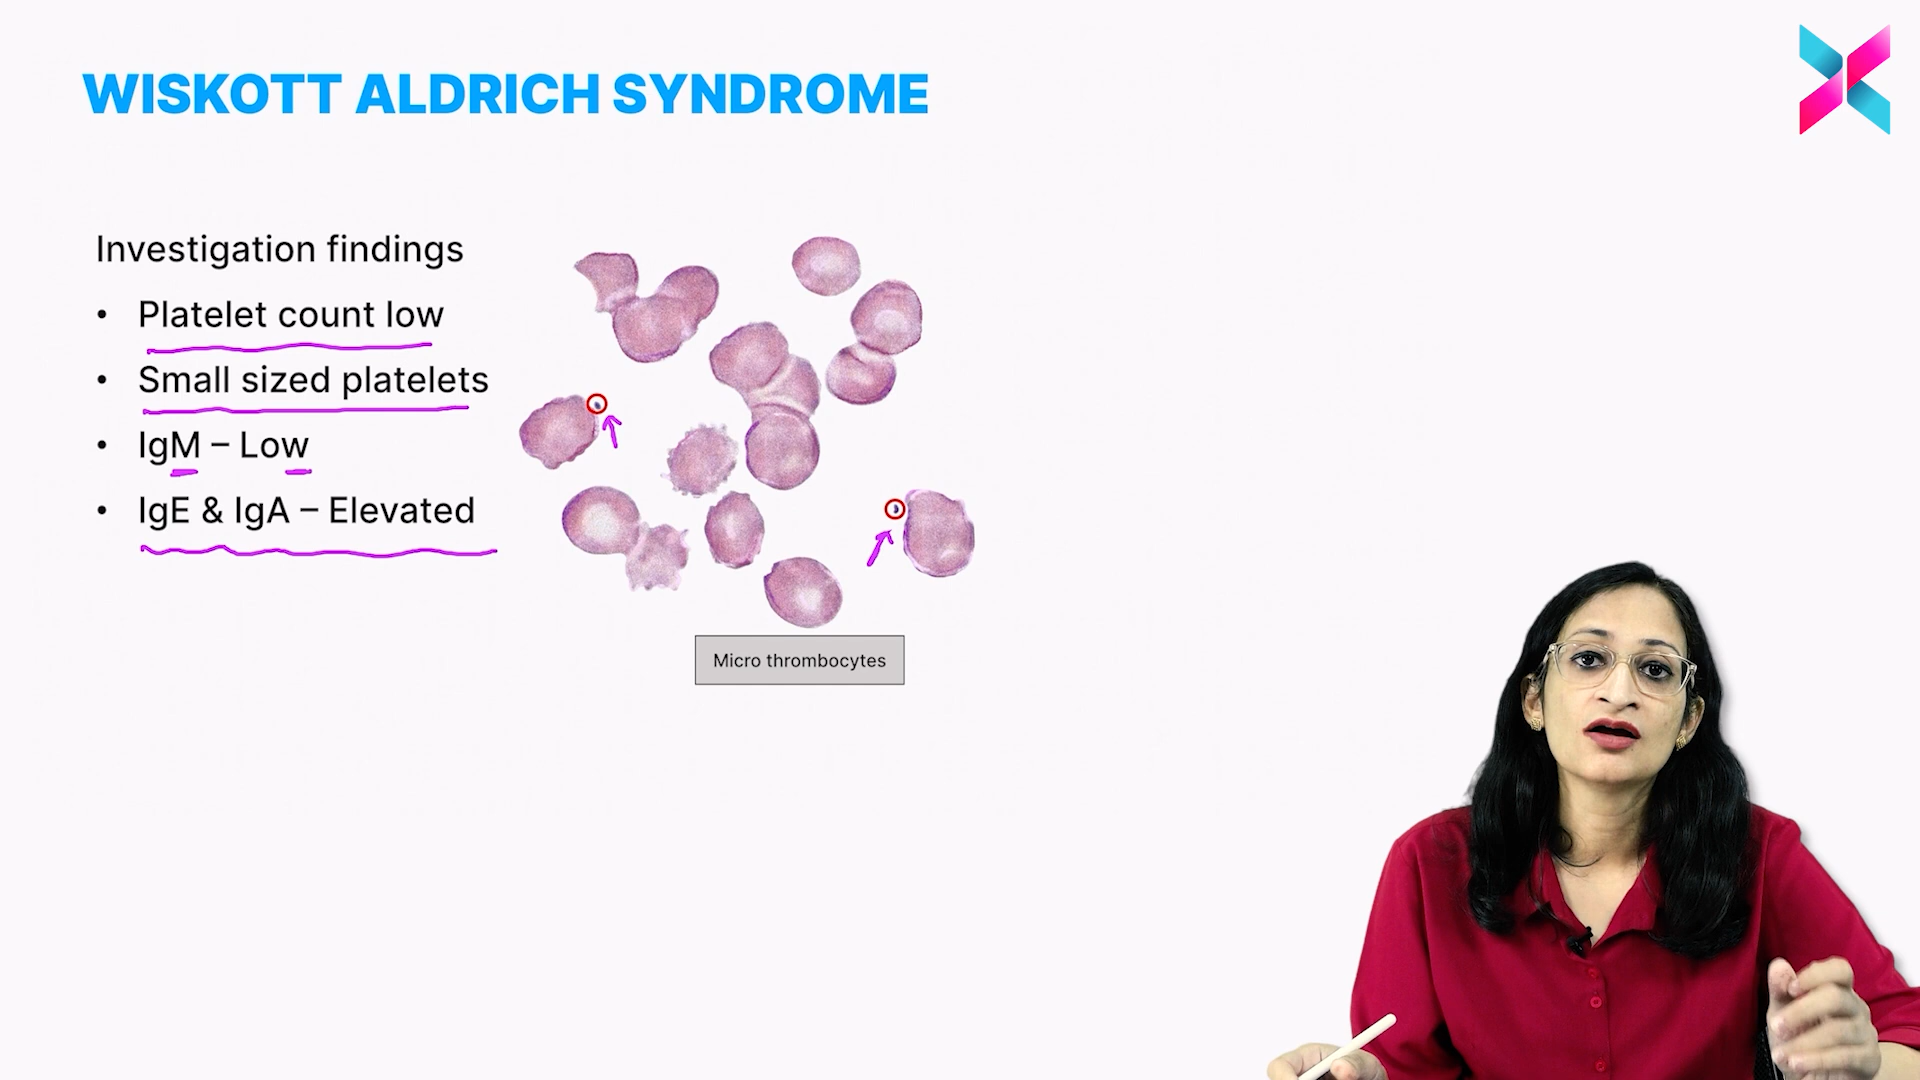 WISKOTT ALDRICH SYNDROME
Investigation findings
• Platelet count low
• Small sized platelets
• IgM – Low
• IgE & IgA – Elevated
Micro thrombocytes